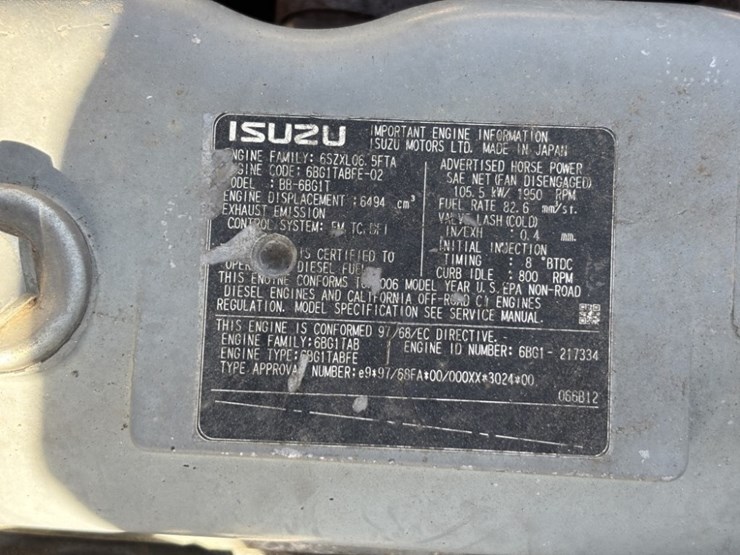 ISUZU
IMPORTANT ENGINE INFORMATION
ISUZU MOTORS LTD. MADE IN JAPAN
ENGINE FAMILY: 6SZXL06.5FTA
ENGINE CODE: 6BG1TABFE-02
MODEL : BB-6BG1T
ENGINE DISPLACEMENT :6494 cm³
EXHAUST EMISSION
CONTROL SYSTEM: EM,TC,DFI
IS CERTIFIED TO
DIESEL FUEL
ADVERTISED HORSE POWER
SAE NET(FAN DISENGAGED)
105.5 kW/ 1950 RPM
FUEL RATE 82.6 mm³/st.
VALVE LASH(COLD)
IN/EXH : 0.4 mm.
INITIAL INJECTION
TIMING : 8 °BTDC
CURB IDLE : 800 RPM
THIS ENGINE CONFORMS TO 2006 MODEL YEAR U.S.EPA NON-ROAD
DIESEL ENGINES AND CALIFORNIA OFF-ROAD CI ENGINES
REGULATION. MODEL SPECIFICATION SEE SERVICE MANUAL.
THIS ENGINE IS CONFORMED 97/68/EC DIRECTIVE.
ENGINE FAMILY:6BG1TAB
ENGINE ID NUMBER: 6BG1- 217334
ENGINE TYPE:6BG1TABFE
TYPE APPROVAL NUMBER:e9*97/68FA*00/000XX*3024*00
066B12